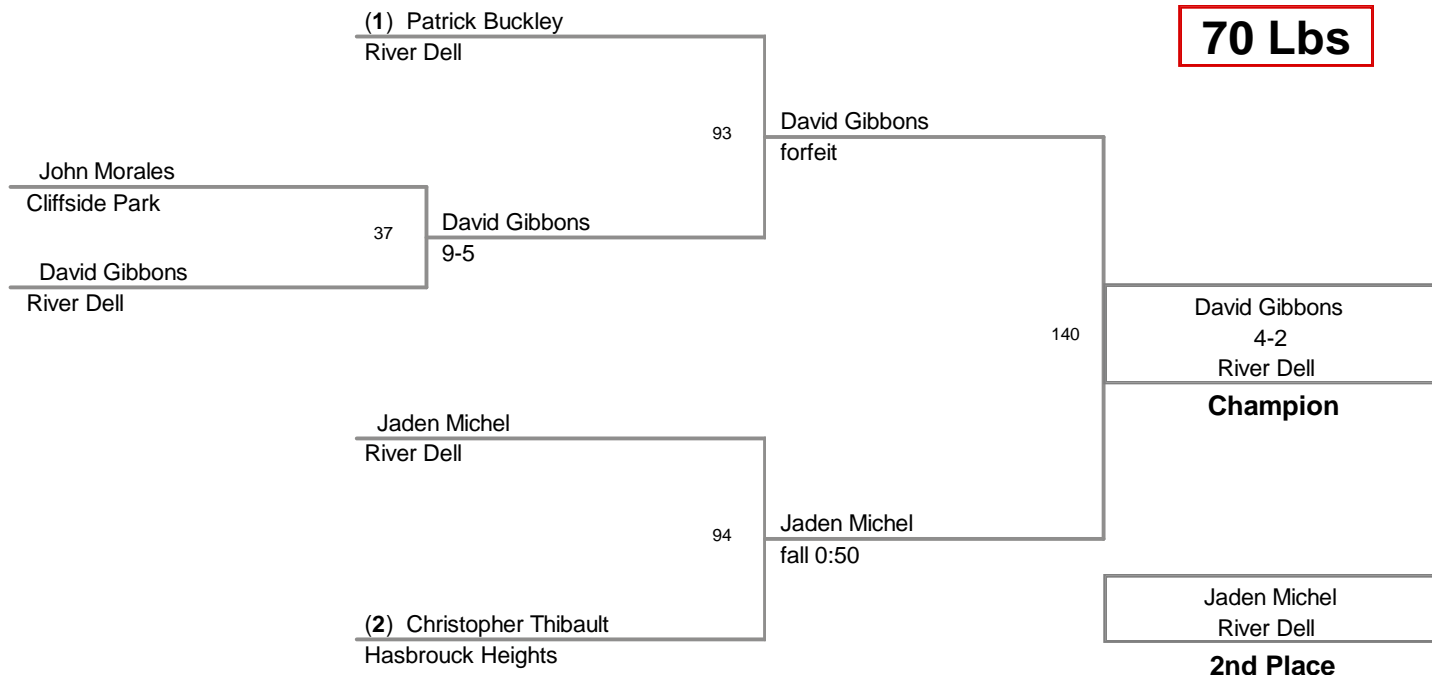 (1) Patrick Buckley
River Dell
70 Lbs
93
David Gibbons
forfeit
John Morales
Cliffside Park
37
David Gibbons
9-5
David Gibbons
River Dell
140
David Gibbons
4-2
River Dell
Champion
Jaden Michel
River Dell
94
Jaden Michel
fall 0:50
(2) Christopher Thibault
Hasbrouck Heights
Jaden Michel
River Dell
2nd Place